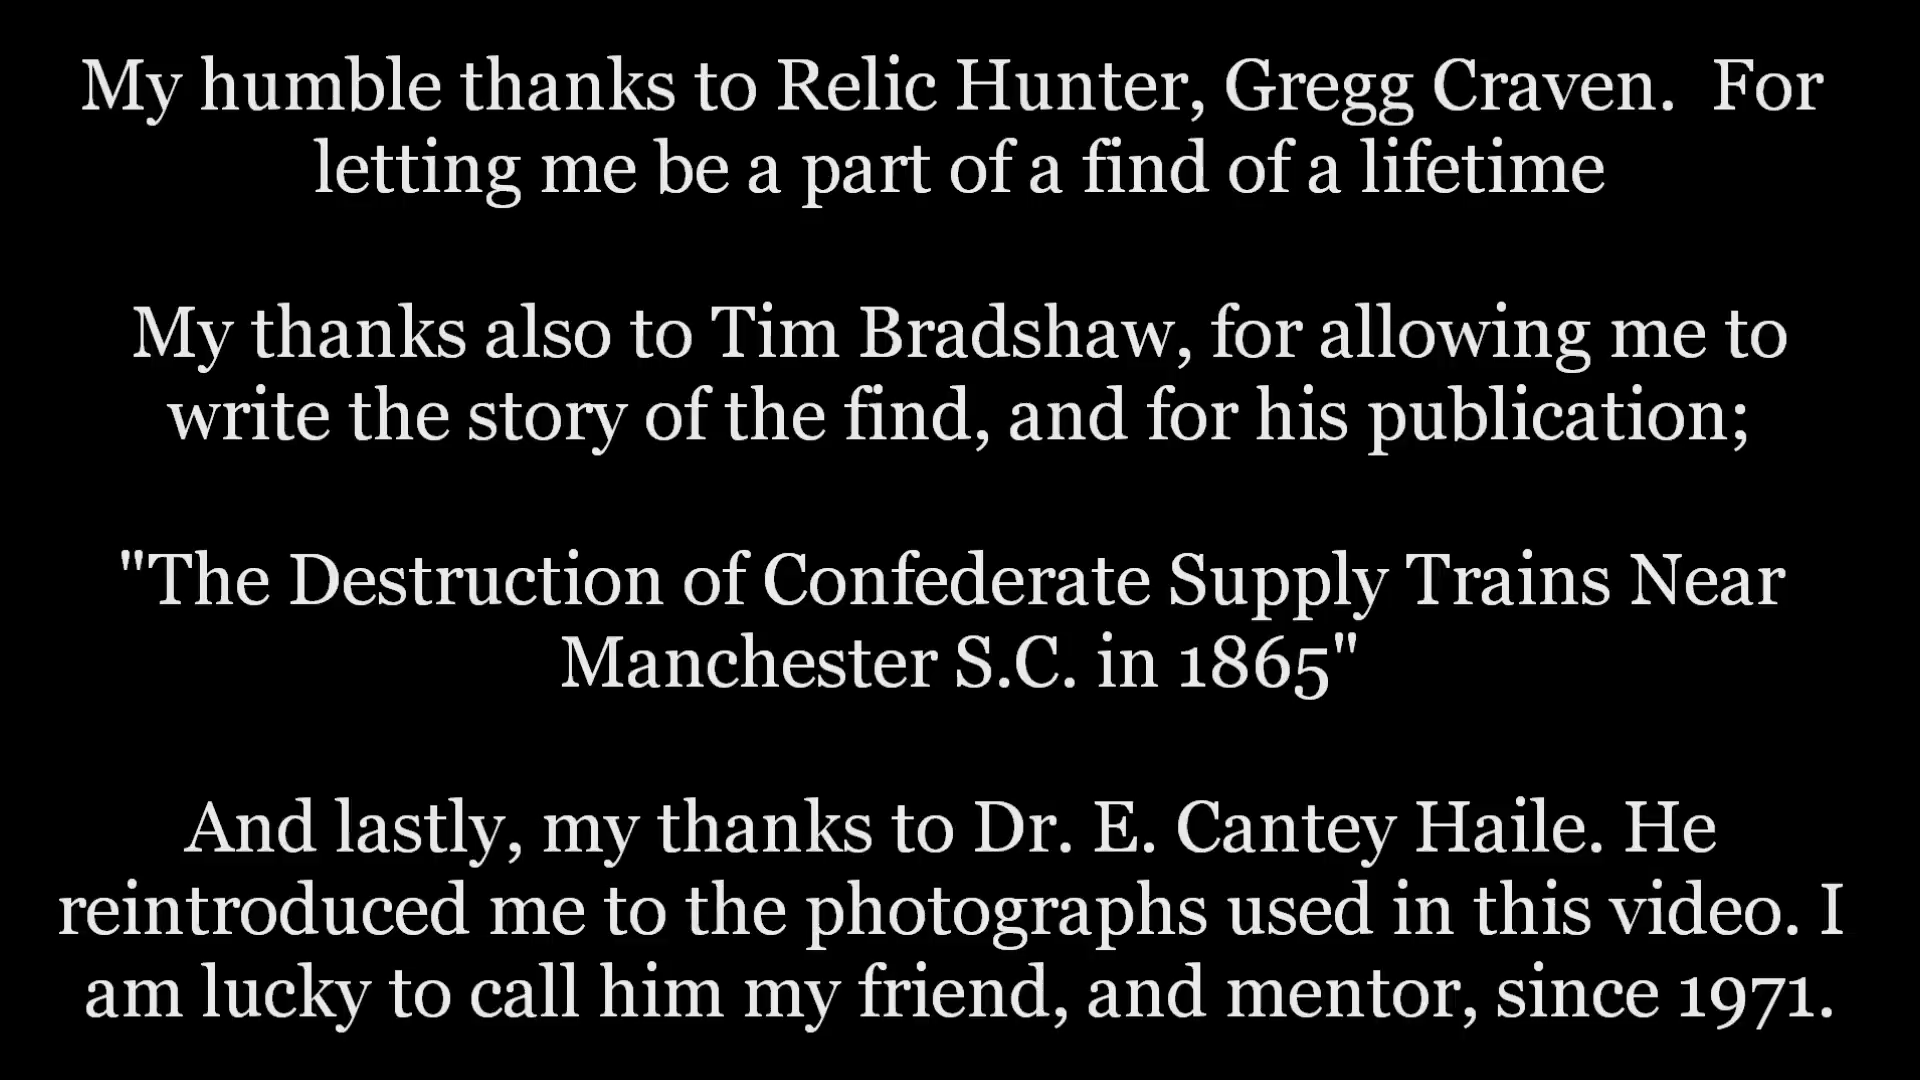 My humble thanks to Relic Hunter, Gregg Craven.  For
letting me be a part of a find of a lifetime
My thanks also to Tim Bradshaw, for allowing me to
write the story of the find, and for his publication;
"The Destruction of Confederate Supply Trains Near
Manchester S.C. in 1865"
And lastly, my thanks to Dr. E. Cantey Haile. He
reintroduced me to the photographs used in this video. I
am lucky to call him my friend, and mentor, since 1971.